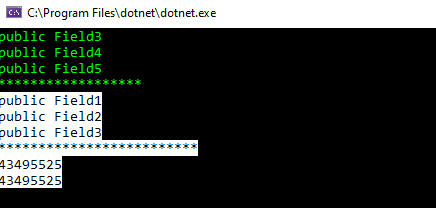 C:\Program Files\dotnet\dotnet.exe
public Field3
public Field4
public Field5
******************
public Field1
public Field2
public Field3
*************************
43495525
43495525